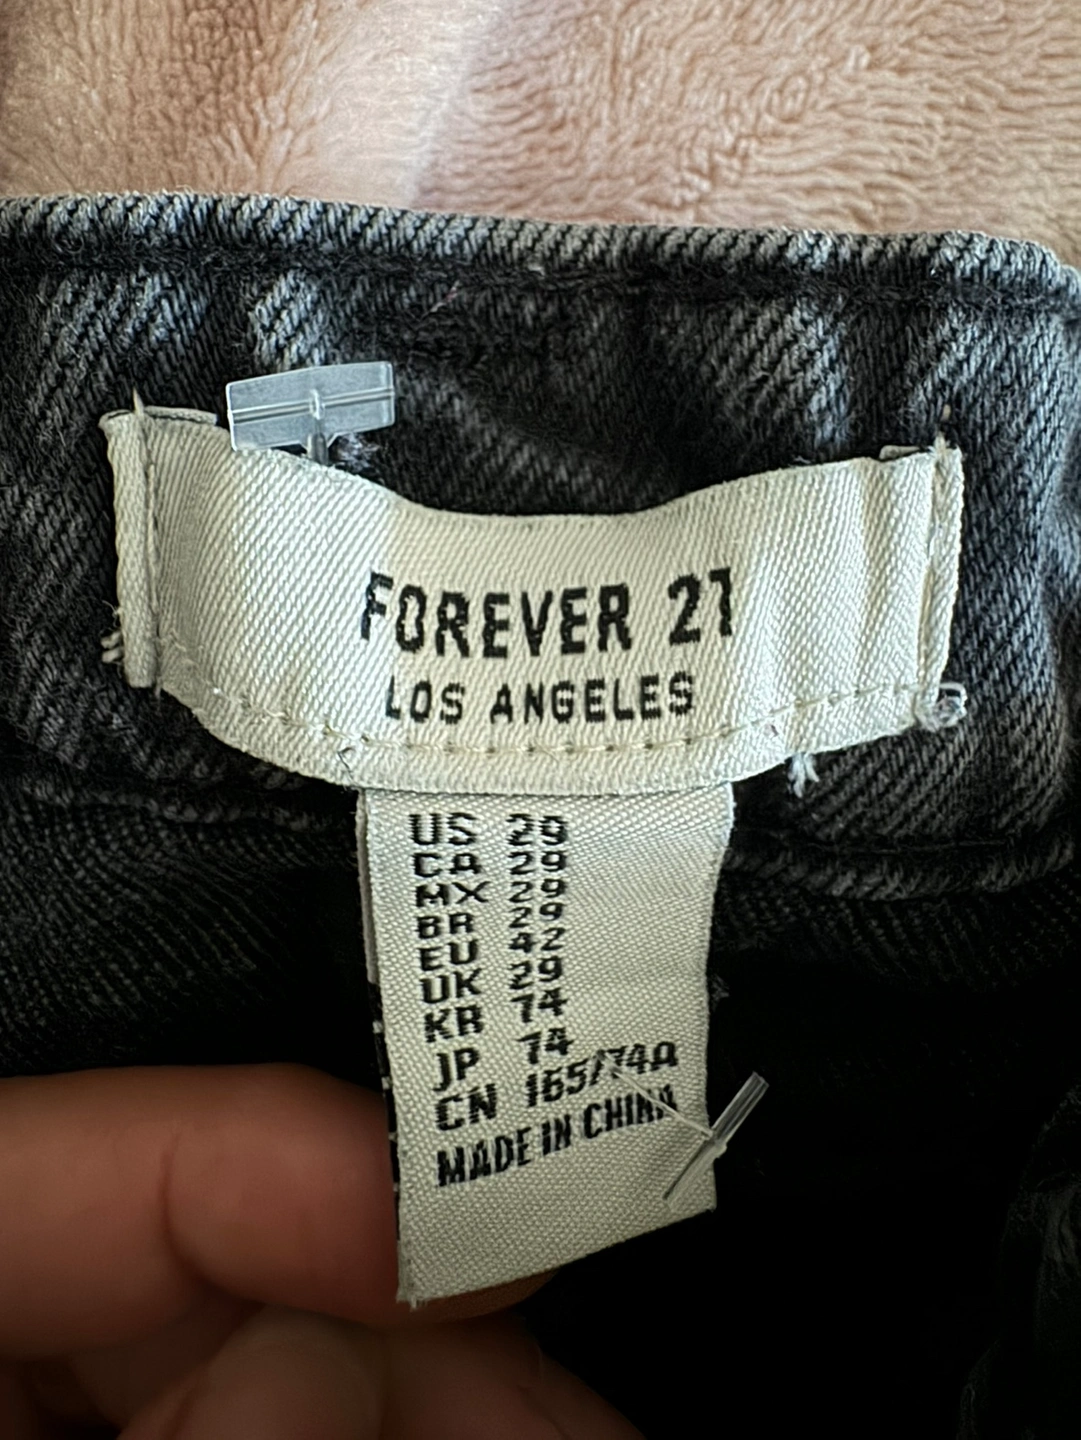 FOREVER 21
LOS ANGELES
US 29
CA 29
MX 29
BR 29
EU 42
UK 29
KR 74
JP 74
CN 165/74A
MADE IN CHINA